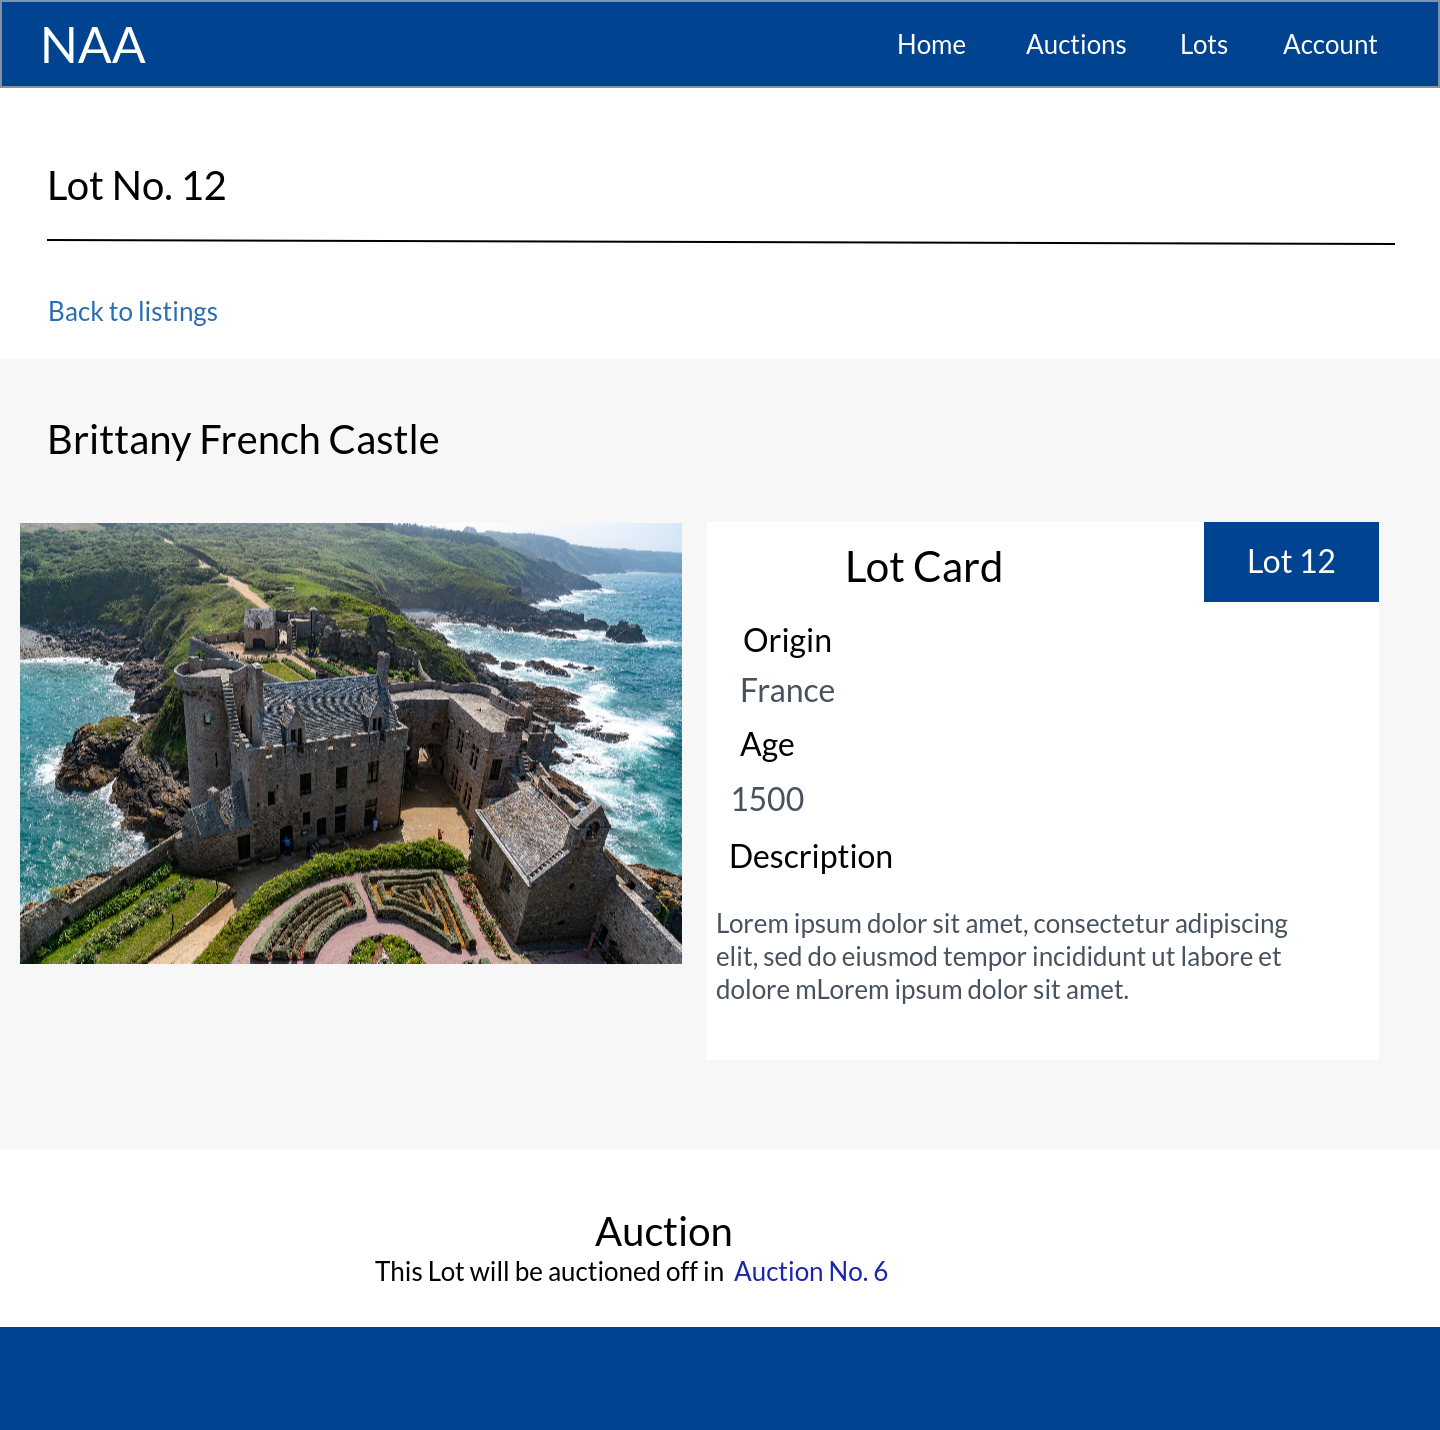 NAA
Home Auctions Lots Account
Lot No. 12
Back to listings
Brittany French Castle
Lot Card
Lot 12
Origin
France
Age
1500
Description
Lorem ipsum dolor sit amet, consectetur adipiscing
elit, sed do eiusmod tempor incididunt ut labore et
dolore mLorem ipsum dolor sit amet.
Auction
This Lot will be auctioned off in Auction No. 6